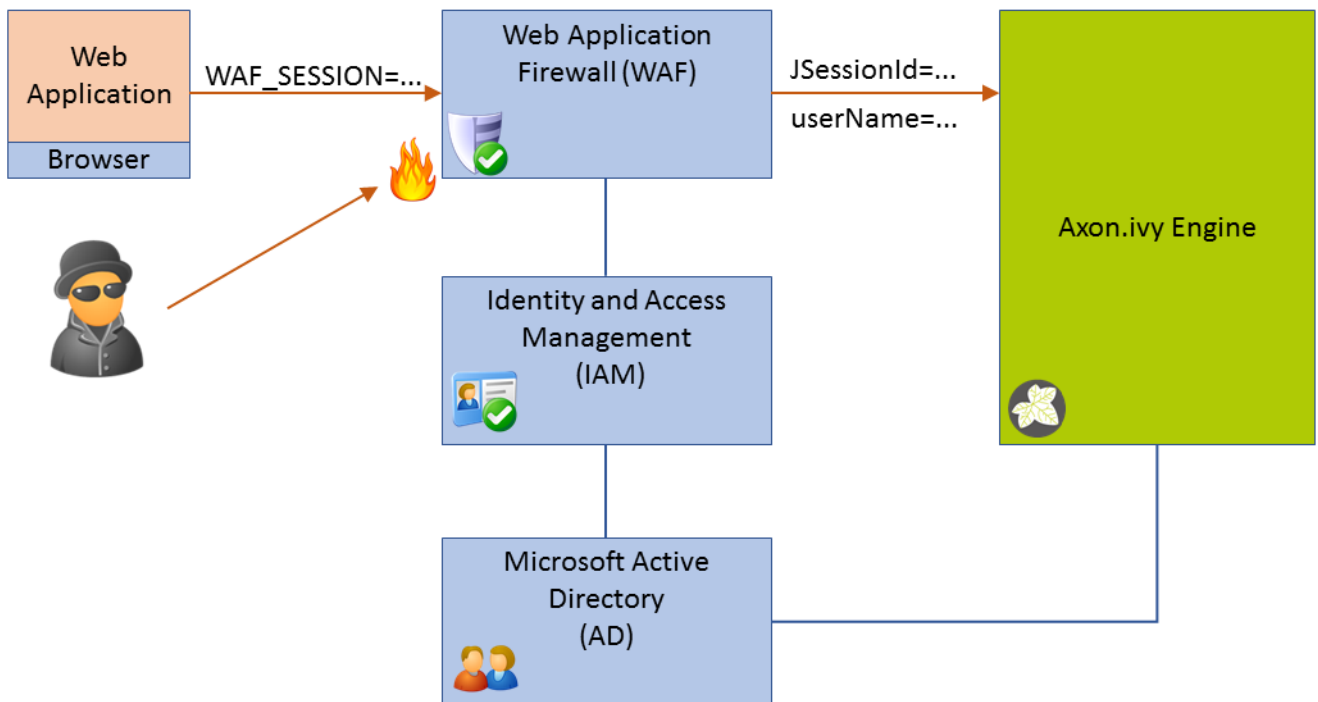 Web
Application
Browser
WAF_SESSION=...
Web Application
Firewall (WAF)
JSessionId=...
userName=...
Axon.ivy Engine
Identity and Access
Management
(IAM)
Microsoft Active
Directory
(AD)